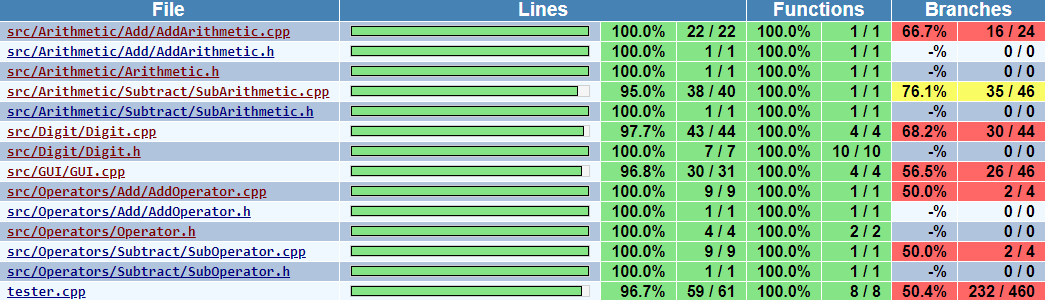 File Lines Functions Branches
src/Arithmetic/Add/AddArithmetic.cpp 100.0% 22 / 22 100.0% 1 / 1 66.7% 16 / 24
src/Arithmetic/Add/AddArithmetic.h 100.0% 1 / 1 100.0% 1 / 1 -% 0 / 0
src/Arithmetic/Arithmetic.h 100.0% 1 / 1 100.0% 1 / 1 -% 0 / 0
src/Arithmetic/Subtract/SubArithmetic.cpp 95.0% 38 / 40 100.0% 1 / 1 76.1% 35 / 46
src/Arithmetic/Subtract/SubArithmetic.h 100.0% 1 / 1 100.0% 1 / 1 -% 0 / 0
src/Digit/Digit.cpp 97.7% 43 / 44 100.0% 4 / 4 68.2% 30 / 44
src/Digit/Digit.h 100.0% 7 / 7 100.0% 10 / 10 -% 0 / 0
src/GUI/GUI.cpp 96.8% 30 / 31 100.0% 4 / 4 56.5% 26 / 46
src/Operators/Add/AddOperator.cpp 100.0% 9 / 9 100.0% 1 / 1 50.0% 2 / 4
src/Operators/Add/AddOperator.h 100.0% 1 / 1 100.0% 1 / 1 -% 0 / 0
src/Operators/Operator.h 100.0% 4 / 4 100.0% 2 / 2 -% 0 / 0
src/Operators/Subtract/SubOperator.cpp 100.0% 9 / 9 100.0% 1 / 1 50.0% 2 / 4
src/Operators/Subtract/SubOperator.h 100.0% 1 / 1 100.0% 1 / 1 -% 0 / 0
tester.cpp 96.7% 59 / 61 100.0% 8 / 8 50.4% 232 / 460